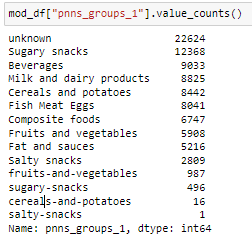 mod_df["pnns_groups_1"].value_counts()
unknown 22624
Sugary snacks 12368
Beverages 9033
Milk and dairy products 8825
Cereals and potatoes 8442
Fish Meat Eggs 8041
Composite foods 6747
Fruits and vegetables 5908
Fat and sauces 5216
Salty snacks 2809
fruits-and-vegetables 987
sugary-snacks 496
cereals-and-potatoes 16
salty-snacks 1
Name: pnns_groups_1, dtype: int64